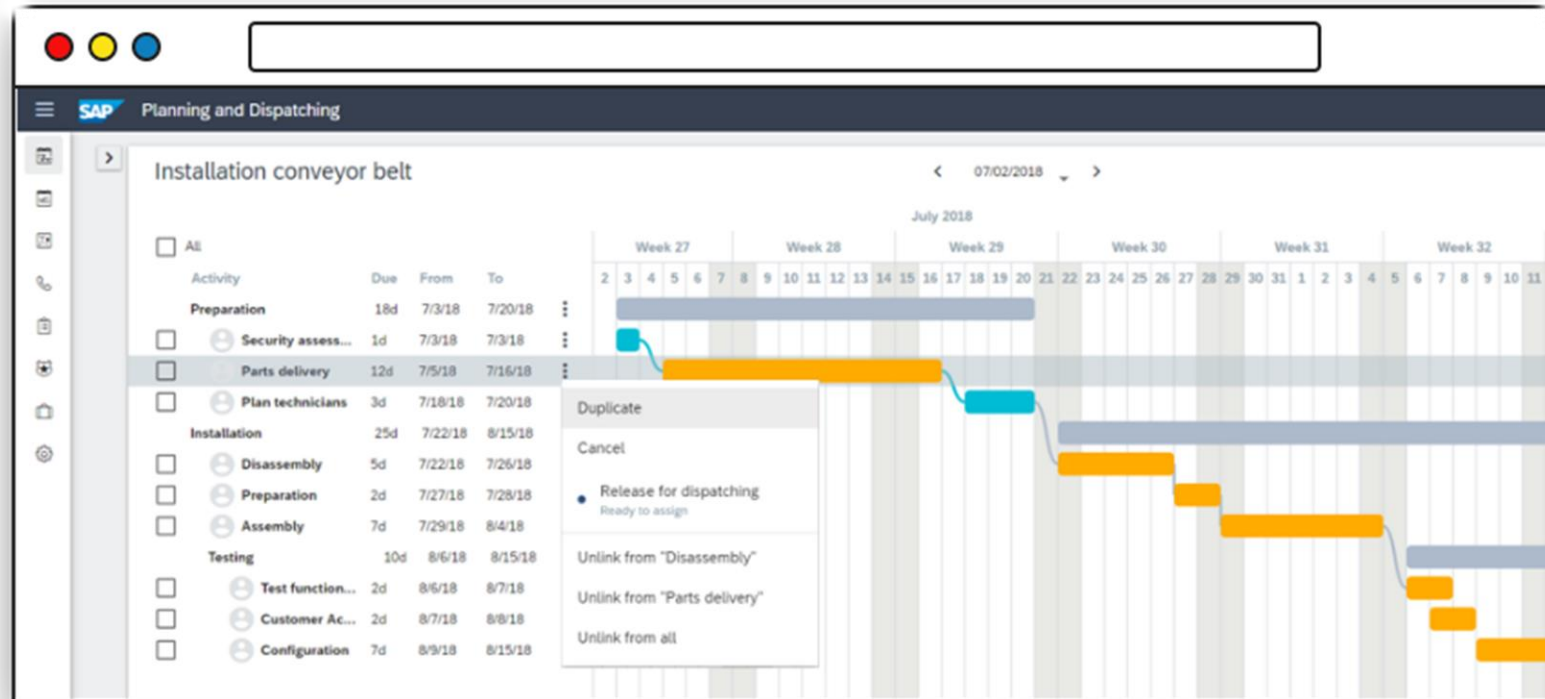 SAP Planning and Dispatching
Installation conveyor belt
07/02/2018
July 2018
All Week 27 Week 28 Week 29 Week 30 Week 31 Week 32
Activity Due From To 2 3 4 5 6 7 8 9 10 11 12 13 14 15 16 17 18 19 20 21 22 23 24 25 26 27 28 29 30 31 1 2 3 4 5 6 7 8 9 10 11
Preparation 18d 7/3/18 7/20/18
Security assess... 1d 7/3/18 7/3/18
Parts delivery 12d 7/5/18 7/16/18
Plan technicians 3d 7/18/18 7/20/18
Installation 25d 7/22/18 8/15/18
Disassembly 5d 7/22/18 7/26/18
Preparation 2d 7/27/18 7/28/18
Assembly 7d 7/29/18 8/4/18
Testing 10d 8/6/18 8/15/18
Test function... 2d 8/6/18 8/7/18
Customer Ac... 2d 8/7/18 8/8/18
Configuration 7d 8/9/18 8/15/18
Duplicate
Cancel
Release for dispatching
Ready to assign
Unlink from "Disassembly"
Unlink from "Parts delivery"
Unlink from all